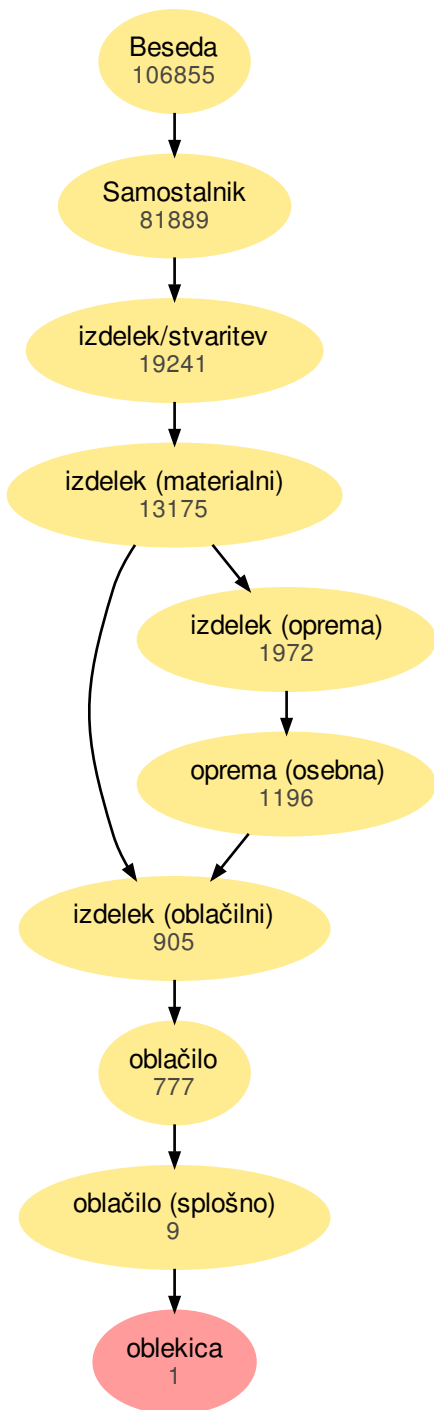 Beseda
106855
Samostalnik
81889
izdelek/stvaritev
19241
izdelek (materialni)
13175
izdelek (oprema)
1972
oprema (osebna)
1196
izdelek (oblačilni)
905
oblačilo
777
oblačilo (splošno)
9
oblekica
1